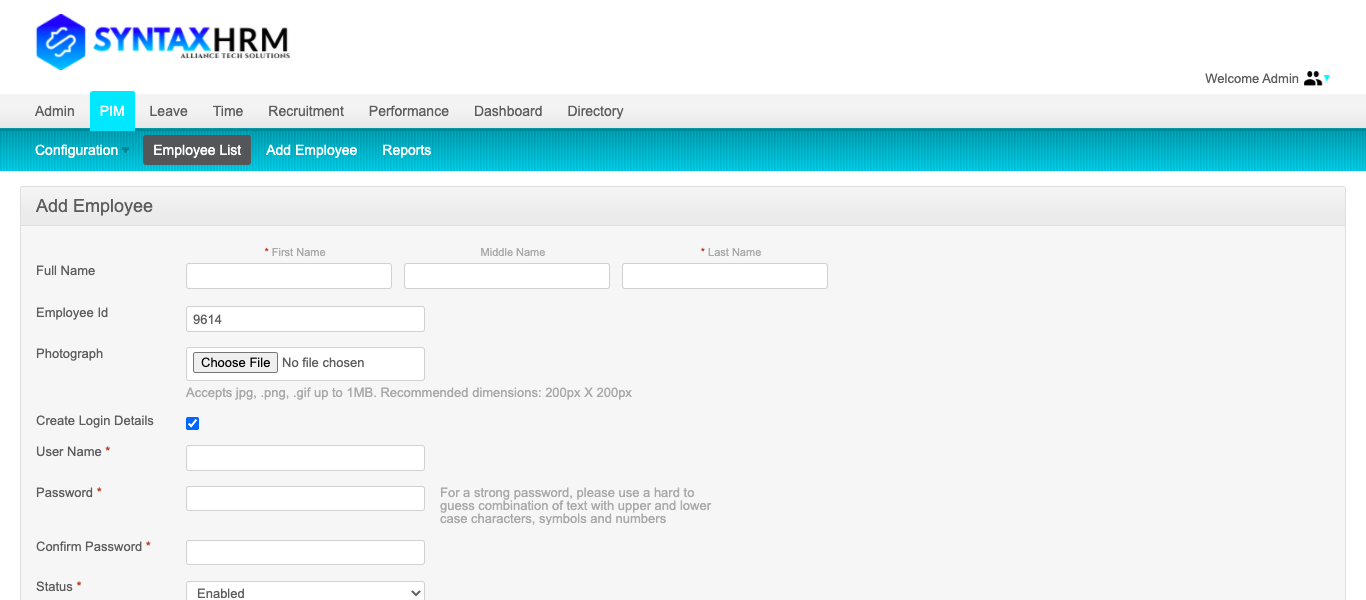 SYNTAXHRM
ALLIANCE TECH SOLUTIONS
Welcome Admin
Admin PIM Leave Time Recruitment Performance Dashboard Directory
Configuration Employee List Add Employee Reports
Add Employee
* First Name Middle Name * Last Name
Full Name
Employee Id 9614
Photograph Choose File No file chosen
Accepts jpg, .png, .gif up to 1MB. Recommended dimensions: 200px X 200px
Create Login Details
User Name *
Password * For a strong password, please use a hard to
guess combination of text with upper and lower
case characters, symbols and numbers
Confirm Password *
Status * Enabled